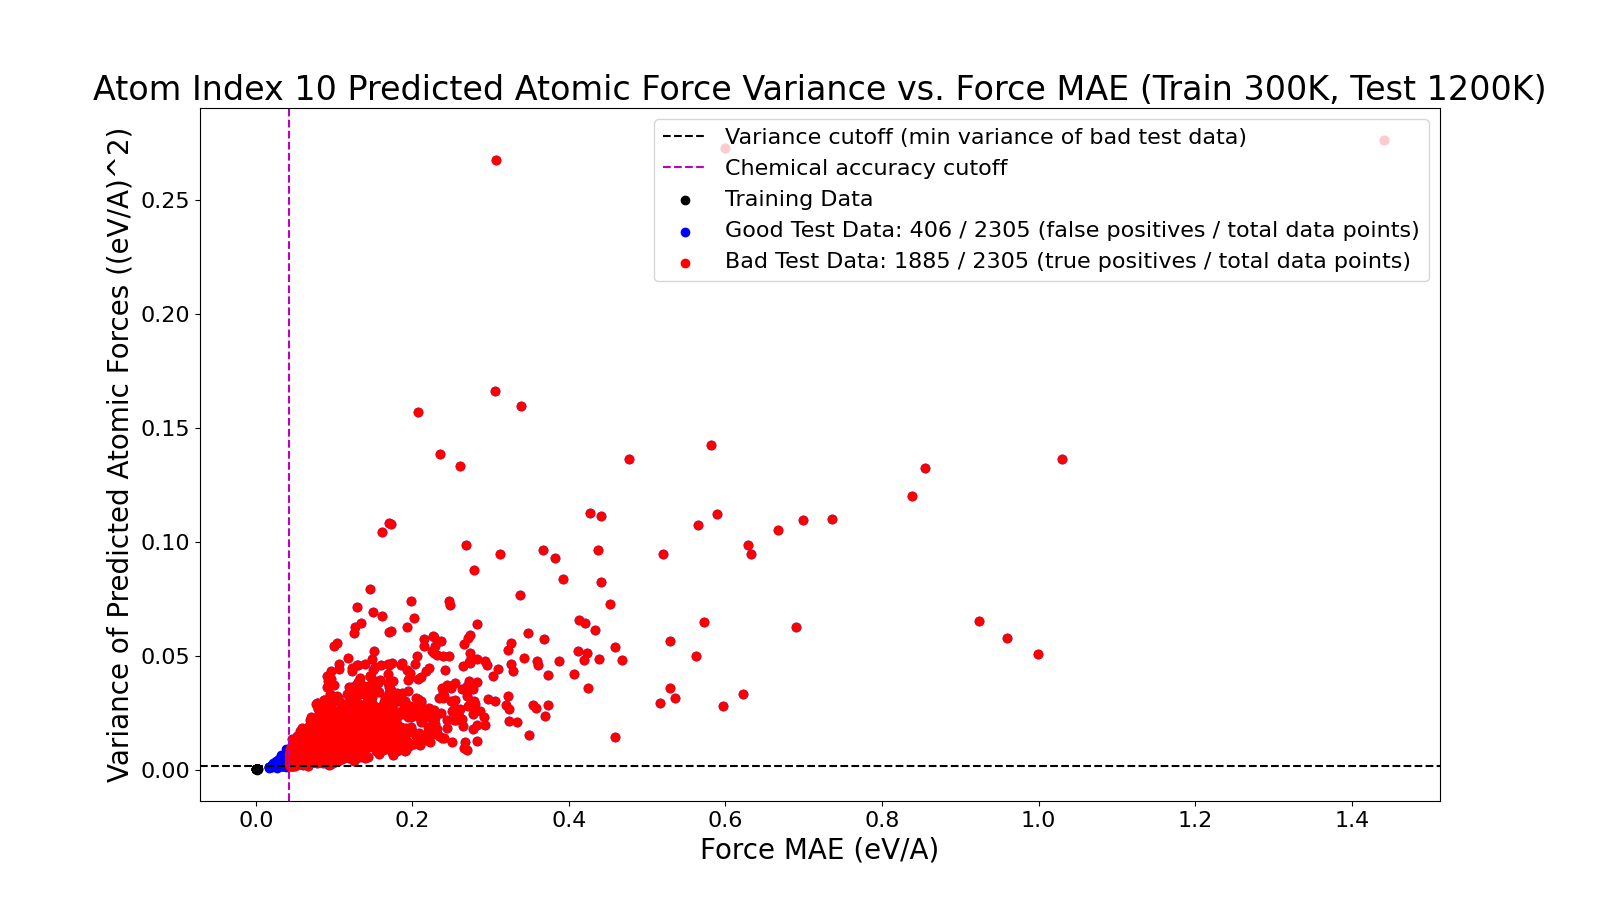 Atom Index 10 Predicted Atomic Force Variance vs. Force MAE (Train 300K, Test 1200K)
Variance cutoff (min variance of bad test data)
Chemical accuracy cutoff
Training Data
Good Test Data: 406 / 2305 (false positives / total data points)
Bad Test Data: 1885 / 2305 (true positives / total data points)
Variance of Predicted Atomic Forces ((eV/A)^2)
0.25
0.20
0.15
0.10
0.05
0.00
0.0 0.2 0.4 0.6 0.8 1.0 1.2 1.4
Force MAE (eV/A)